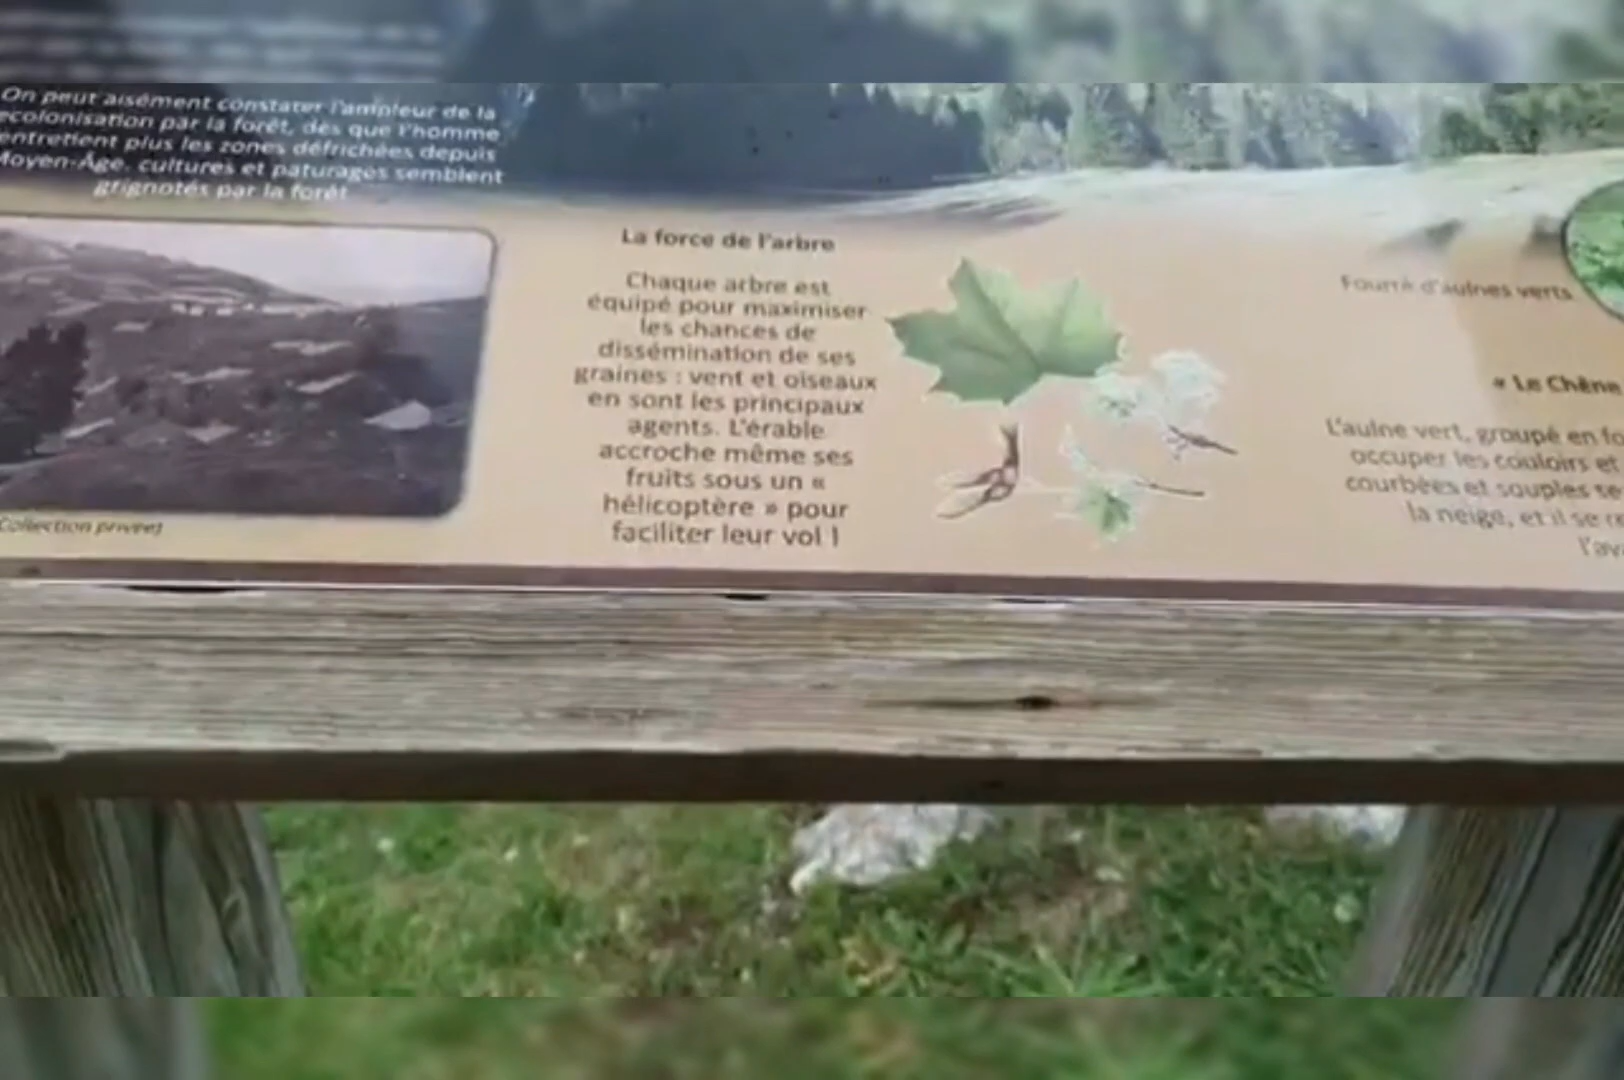 On peut aisément constater l'ampleur de la
ecolonisation par la forêt, dès que l'homme
entretient plus les zones défrichées depuis
Moyen-Âge. cultures et paturages semblent
grignotés par la forêt
Collection privée)
La force de l'arbre
Chaque arbre est
équipé pour maximiser
les chances de
dissémination de ses
graines : vent et oiseaux
en sont les principaux
agents. L'érable
accroche même ses
fruits sous un «
hélicoptère » pour
faciliter leur vol !
Fourré d'aulnes verts
« Le Chêne
L'aulne vert, groupé en fo
occuper les couloirs et
courbées et souples se
la neige, et il se re
l'ava